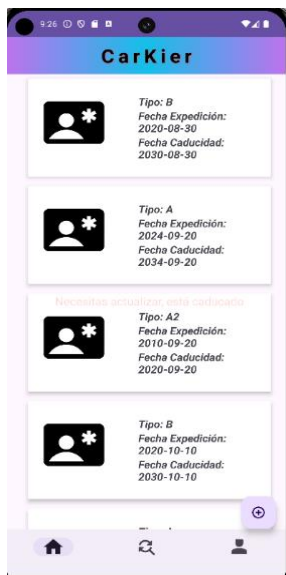 9:26
CarKier
Tipo: B
Fecha Expedición:
2020-08-30
Fecha Caducidad:
2030-08-30
Tipo: A
Fecha Expedición:
2024-09-20
Fecha Caducidad:
2034-09-20
Necesitas actualizar, está caducaco
Tipo: A2
Fecha Expedición:
2010-09-20
Fecha Caducidad:
2020-09-20
Tipo: B
Fecha Expedición:
2020-10-10
Fecha Caducidad:
2030-10-10